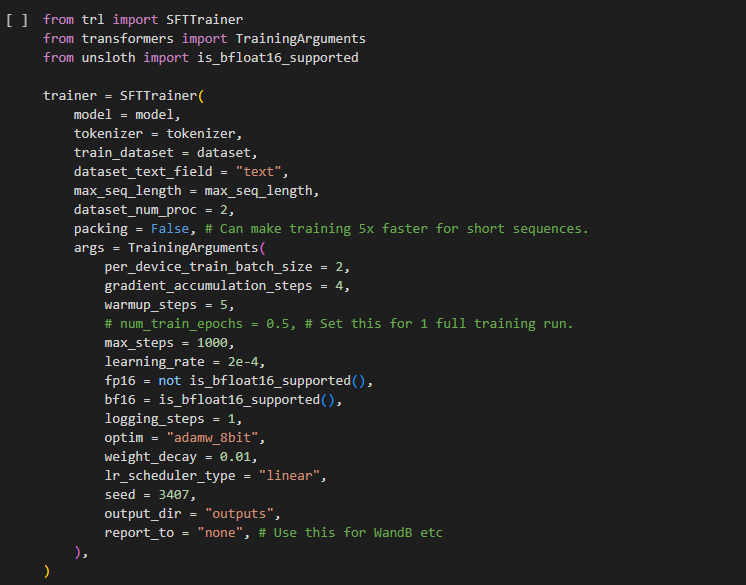 [ ] from trl import SFTTrainer
from transformers import TrainingArguments
from unsloth import is_bfloat16_supported

trainer = SFTTrainer(
    model = model,
    tokenizer = tokenizer,
    train_dataset = dataset,
    dataset_text_field = "text",
    max_seq_length = max_seq_length,
    dataset_num_proc = 2,
    packing = False, # Can make training 5x faster for short sequences.
    args = TrainingArguments(
        per_device_train_batch_size = 2,
        gradient_accumulation_steps = 4,
        warmup_steps = 5,
        # num_train_epochs = 0.5, # Set this for 1 full training run.
        max_steps = 1000,
        learning_rate = 2e-4,
        fp16 = not is_bfloat16_supported(),
        bf16 = is_bfloat16_supported(),
        logging_steps = 1,
        optim = "adamw_8bit",
        weight_decay = 0.01,
        lr_scheduler_type = "linear",
        seed = 3407,
        output_dir = "outputs",
        report_to = "none", # Use this for WandB etc
    ),
)